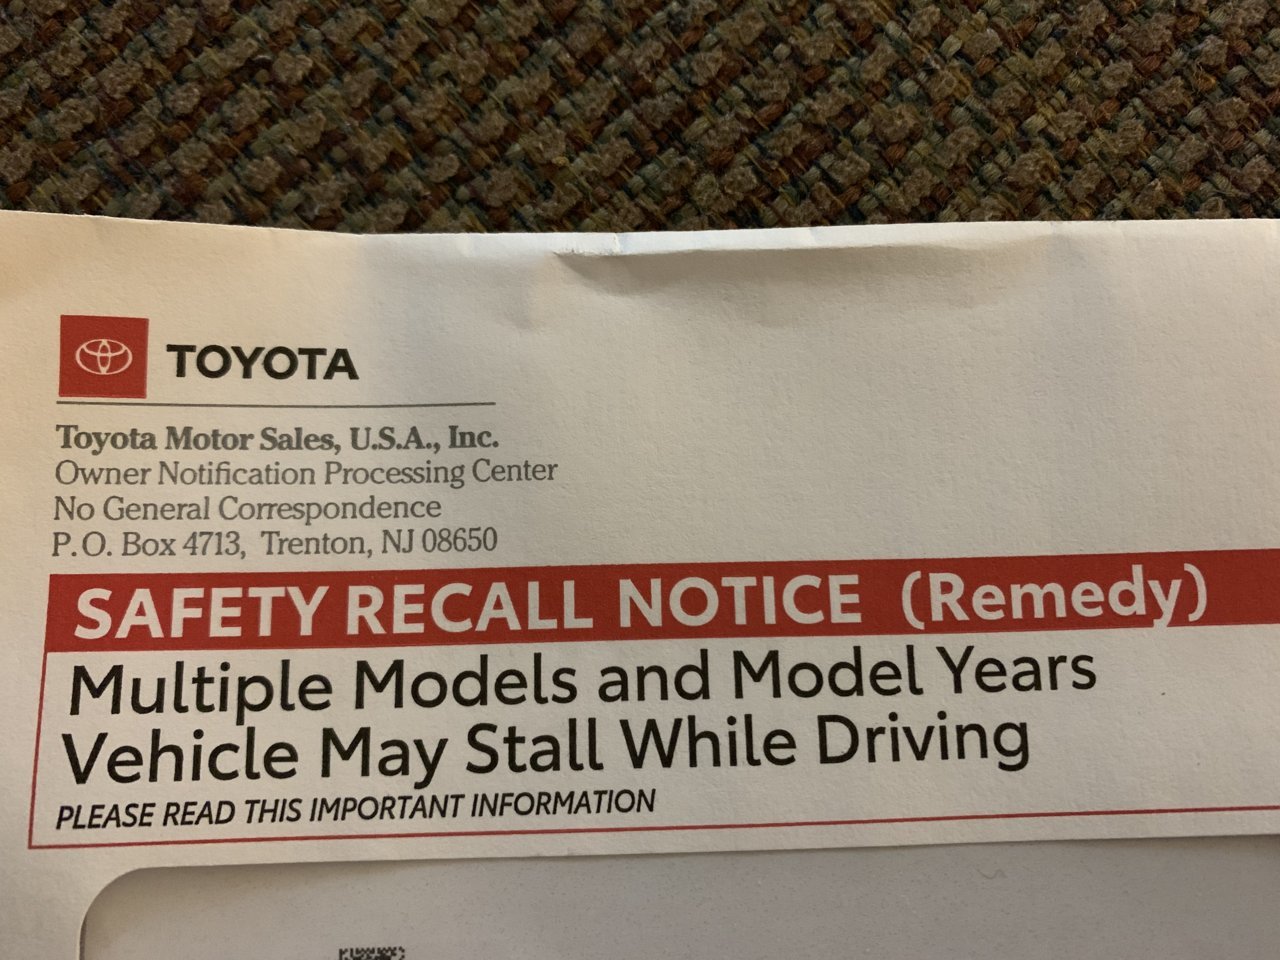 TOYOTA
Toyota Motor Sales, U.S.A., Inc.
Owner Notification Processing Center
No General Correspondence
P.O. Box 4713, Trenton, NJ 08650
SAFETY RECALL NOTICE (Remedy)
Multiple Models and Model Years
Vehicle May Stall While Driving
PLEASE READ THIS IMPORTANT INFORMATION